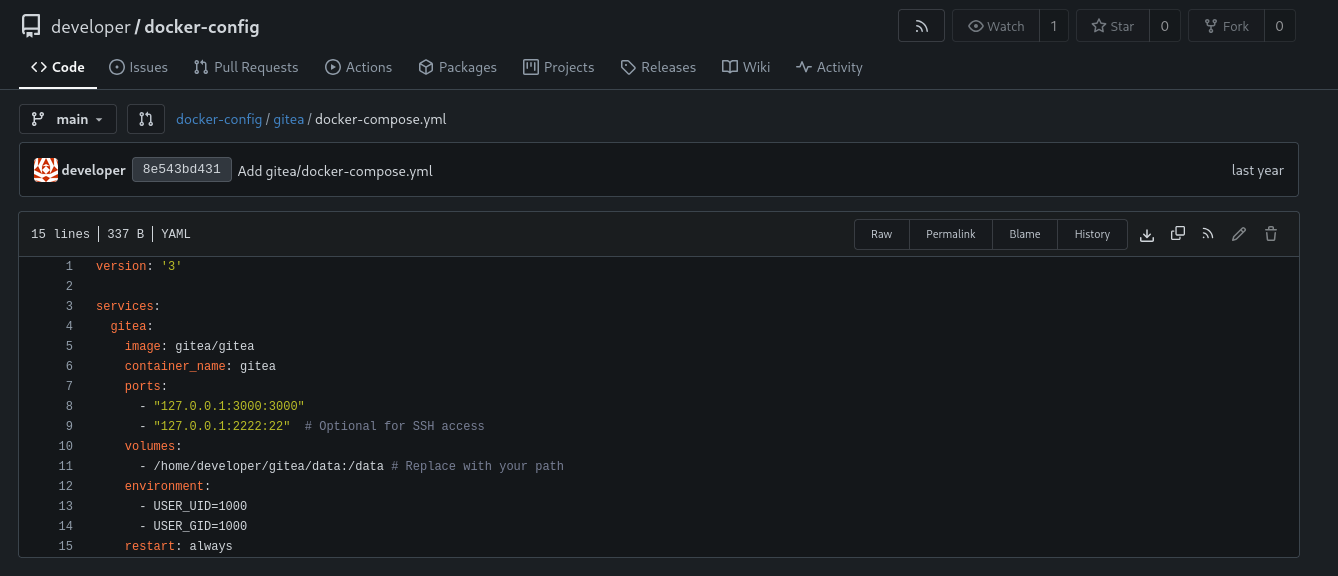 developer / docker-config
Watch 1 Star 0 Fork 0
Code Issues Pull Requests Actions Packages Projects Releases Wiki Activity
main docker-config / gitea / docker-compose.yml
developer 8e543bd431 Add gitea/docker-compose.yml last year
15 lines 337 B YAML Raw Permalink Blame History
1 version: '3'
2
3 services:
4   gitea:
5     image: gitea/gitea
6     container_name: gitea
7     ports:
8       - "127.0.0.1:3000:3000"
9       - "127.0.0.1:2222:22"  # Optional for SSH access
10     volumes:
11       - /home/developer/gitea/data:/data # Replace with your path
12     environment:
13       - USER_UID=1000
14       - USER_GID=1000
15     restart: always